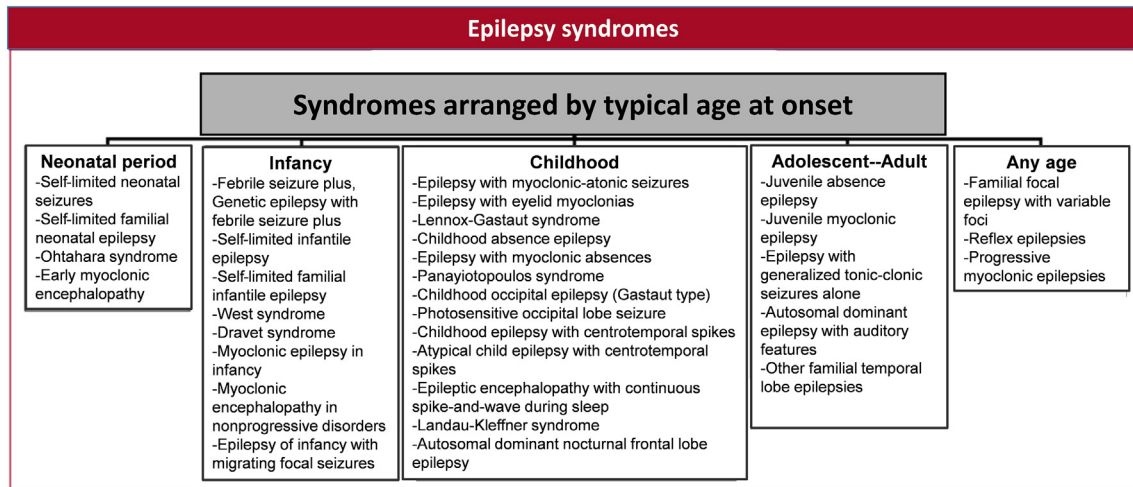 Epilepsy syndromes
Syndromes arranged by typical age at onset
Neonatal period
-Self-limited neonatal
seizures
-Self-limited familial
neonatal epilepsy
-Ohtahara syndrome
-Early myoclonic
encephalopathy
Infancy
-Febrile seizure plus,
Genetic epilepsy with
febrile seizure plus
-Self-limited infantile
epilepsy
-Self-limited familial
infantile epilepsy
-West syndrome
-Dravet syndrome
-Myoclonic epilepsy in
infancy
-Myoclonic
encephalopathy in
nonprogressive disorders
-Epilepsy of infancy with
migrating focal seizures
Childhood
-Epilepsy with myoclonic-atonic seizures
-Epilepsy with eyelid myoclonias
-Lennox-Gastaut syndrome
-Childhood absence epilepsy
-Epilepsy with myoclonic absences
-Panayiotopoulos syndrome
-Childhood occipital epilepsy (Gastaut type)
-Photosensitive occipital lobe seizure
-Childhood epilepsy with centrotemporal spikes
-Atypical child epilepsy with centrotemporal
spikes
-Epileptic encephalopathy with continuous
spike-and-wave during sleep
-Landau-Kleffner syndrome
-Autosomal dominant nocturnal frontal lobe
epilepsy
Adolescent--Adult
-Juvenile absence
epilepsy
-Juvenile myoclonic
epilepsy
-Epilepsy with
generalized tonic-clonic
seizures alone
-Autosomal dominant
epilepsy with auditory
features
-Other familial temporal
lobe epilepsies
Any age
-Familial focal
epilepsy with variable
foci
-Reflex epilepsies
-Progressive
myoclonic epilepsies